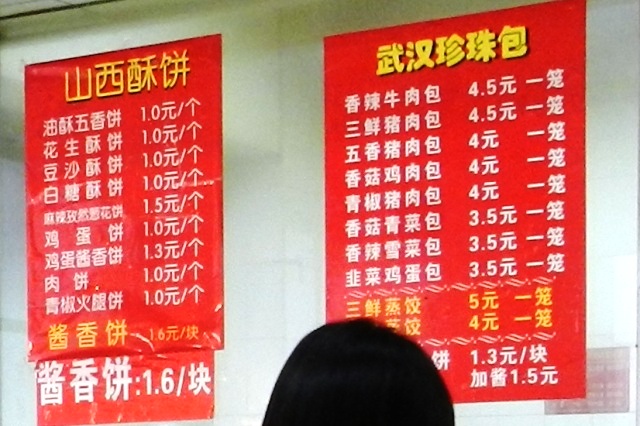 山西酥饼
油酥五香饼 1.0元/个
花生酥饼 1.0元/个
豆沙酥饼 1.0元/个
白糖酥饼 1.0元/个
麻辣孜然葱花饼 1.5元/个
鸡蛋饼 1.0元/个
鸡蛋酱香饼 1.3元/个
肉饼 1.0元/个
青椒火腿饼 1.0元/个
酱香饼 1.6元/块
酱香饼:1.6/块
武汉珍珠包
香辣牛肉包 4.5元 一笼
三鲜猪肉包 4.5元 一笼
五香猪肉包 4元 一笼
香菇鸡肉包 4元 一笼
青椒猪肉包 4元 一笼
香菇青菜包 3.5元 一笼
香辣雪菜包 3.5元 一笼
韭菜鸡蛋包 3.5元 一笼
三鲜蒸饺 5元 一笼
蒸饺 4元 一笼
饼 1.3元/块
加酱1.5元